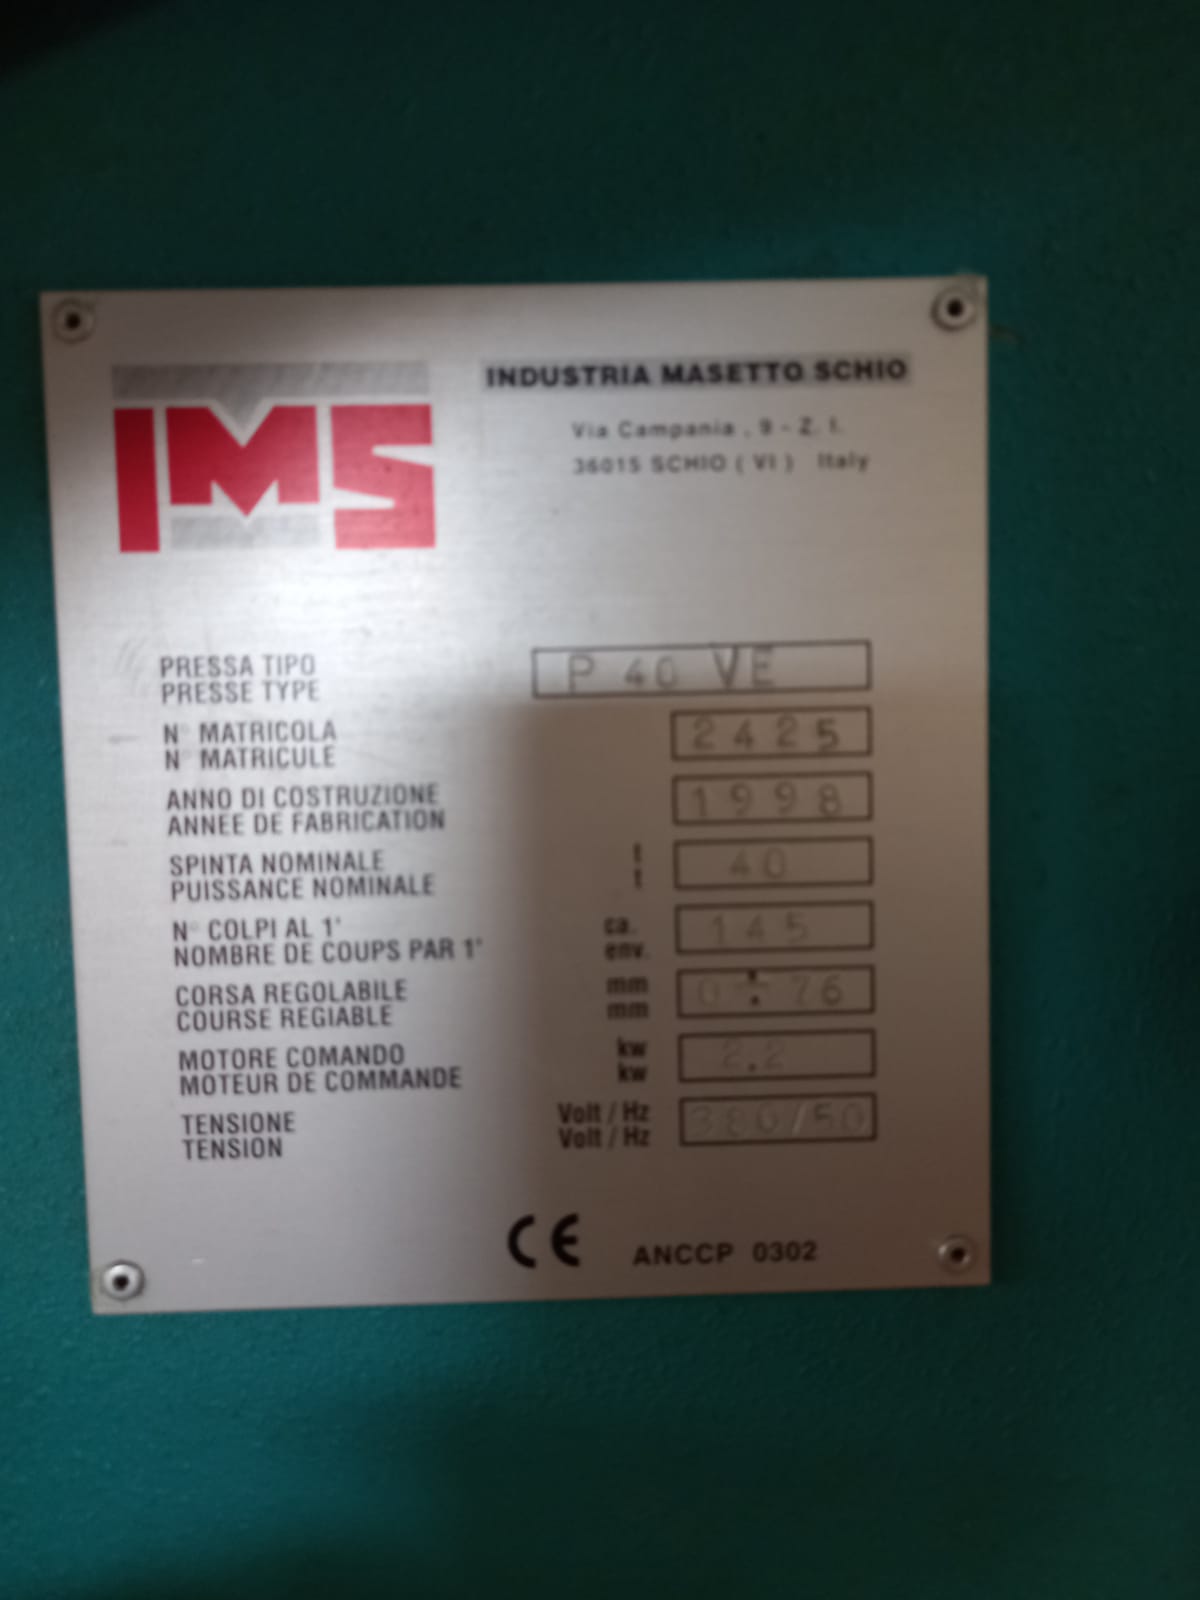 IMS
INDUSTRIA MASETTO SCHIO
Via Campania , 9 - Z. I.
36015 SCHIO ( VI ) Italy
PRESSA TIPO
PRESSE TYPE
P 40 VE
N° MATRICOLA
N° MATRICULE
2425
ANNO DI COSTRUZIONE
ANNEE DE FABRICATION
1998
SPINTA NOMINALE t
PUISSANCE NOMINALE t
40
N° COLPI AL 1' ca.
NOMBRE DE COUPS PAR 1' env.
145
CORSA REGOLABILE mm
COURSE REGIABLE mm
0 ÷ 76
MOTORE COMANDO kw
MOTEUR DE COMMANDE kw
2.2
TENSIONE Volt / Hz
TENSION Volt / Hz
380/50
CE ANCCP 0302